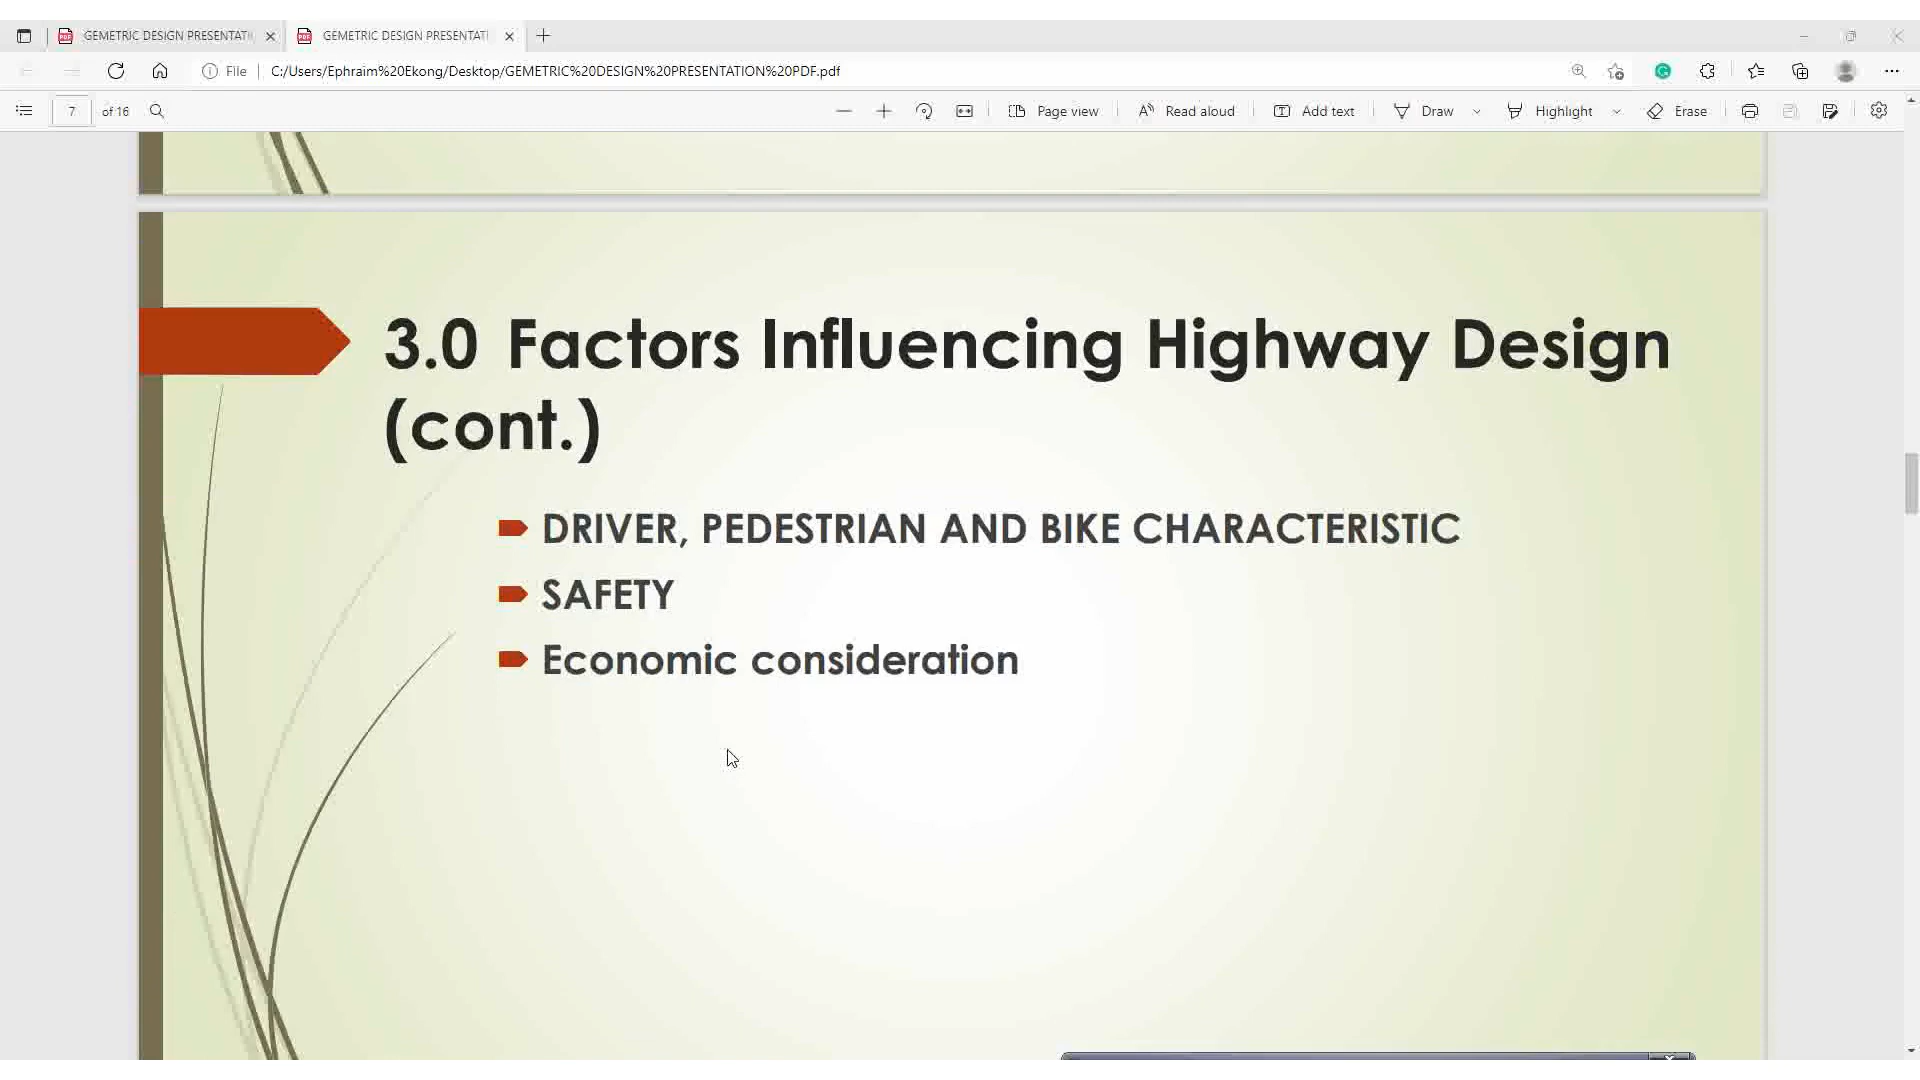 GEMETRIC DESIGN PRESENTATI
GEMETRIC DESIGN PRESENTATI
File
C:/Users/Ephraim%20Ekong/Desktop/GEMETRIC%20DESIGN%20PRESENTATION%20PDF.pdf
7 of 16
Page view
Read aloud
Add text
Draw
Highlight
Erase
3.0 Factors Influencing Highway Design
(cont.)
DRIVER, PEDESTRIAN AND BIKE CHARACTERISTIC
SAFETY
Economic consideration